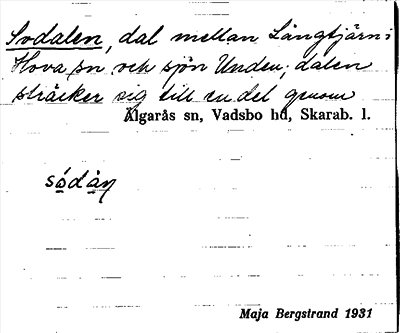 Sodalen, dal mellan Långtjärn i
Hova sn och sjön Unden; dalen
sträcker sig till en del genom
Älgarås sn, Vadsbo hd, Skarab. l.
södån
Maja Bergstrand 1931